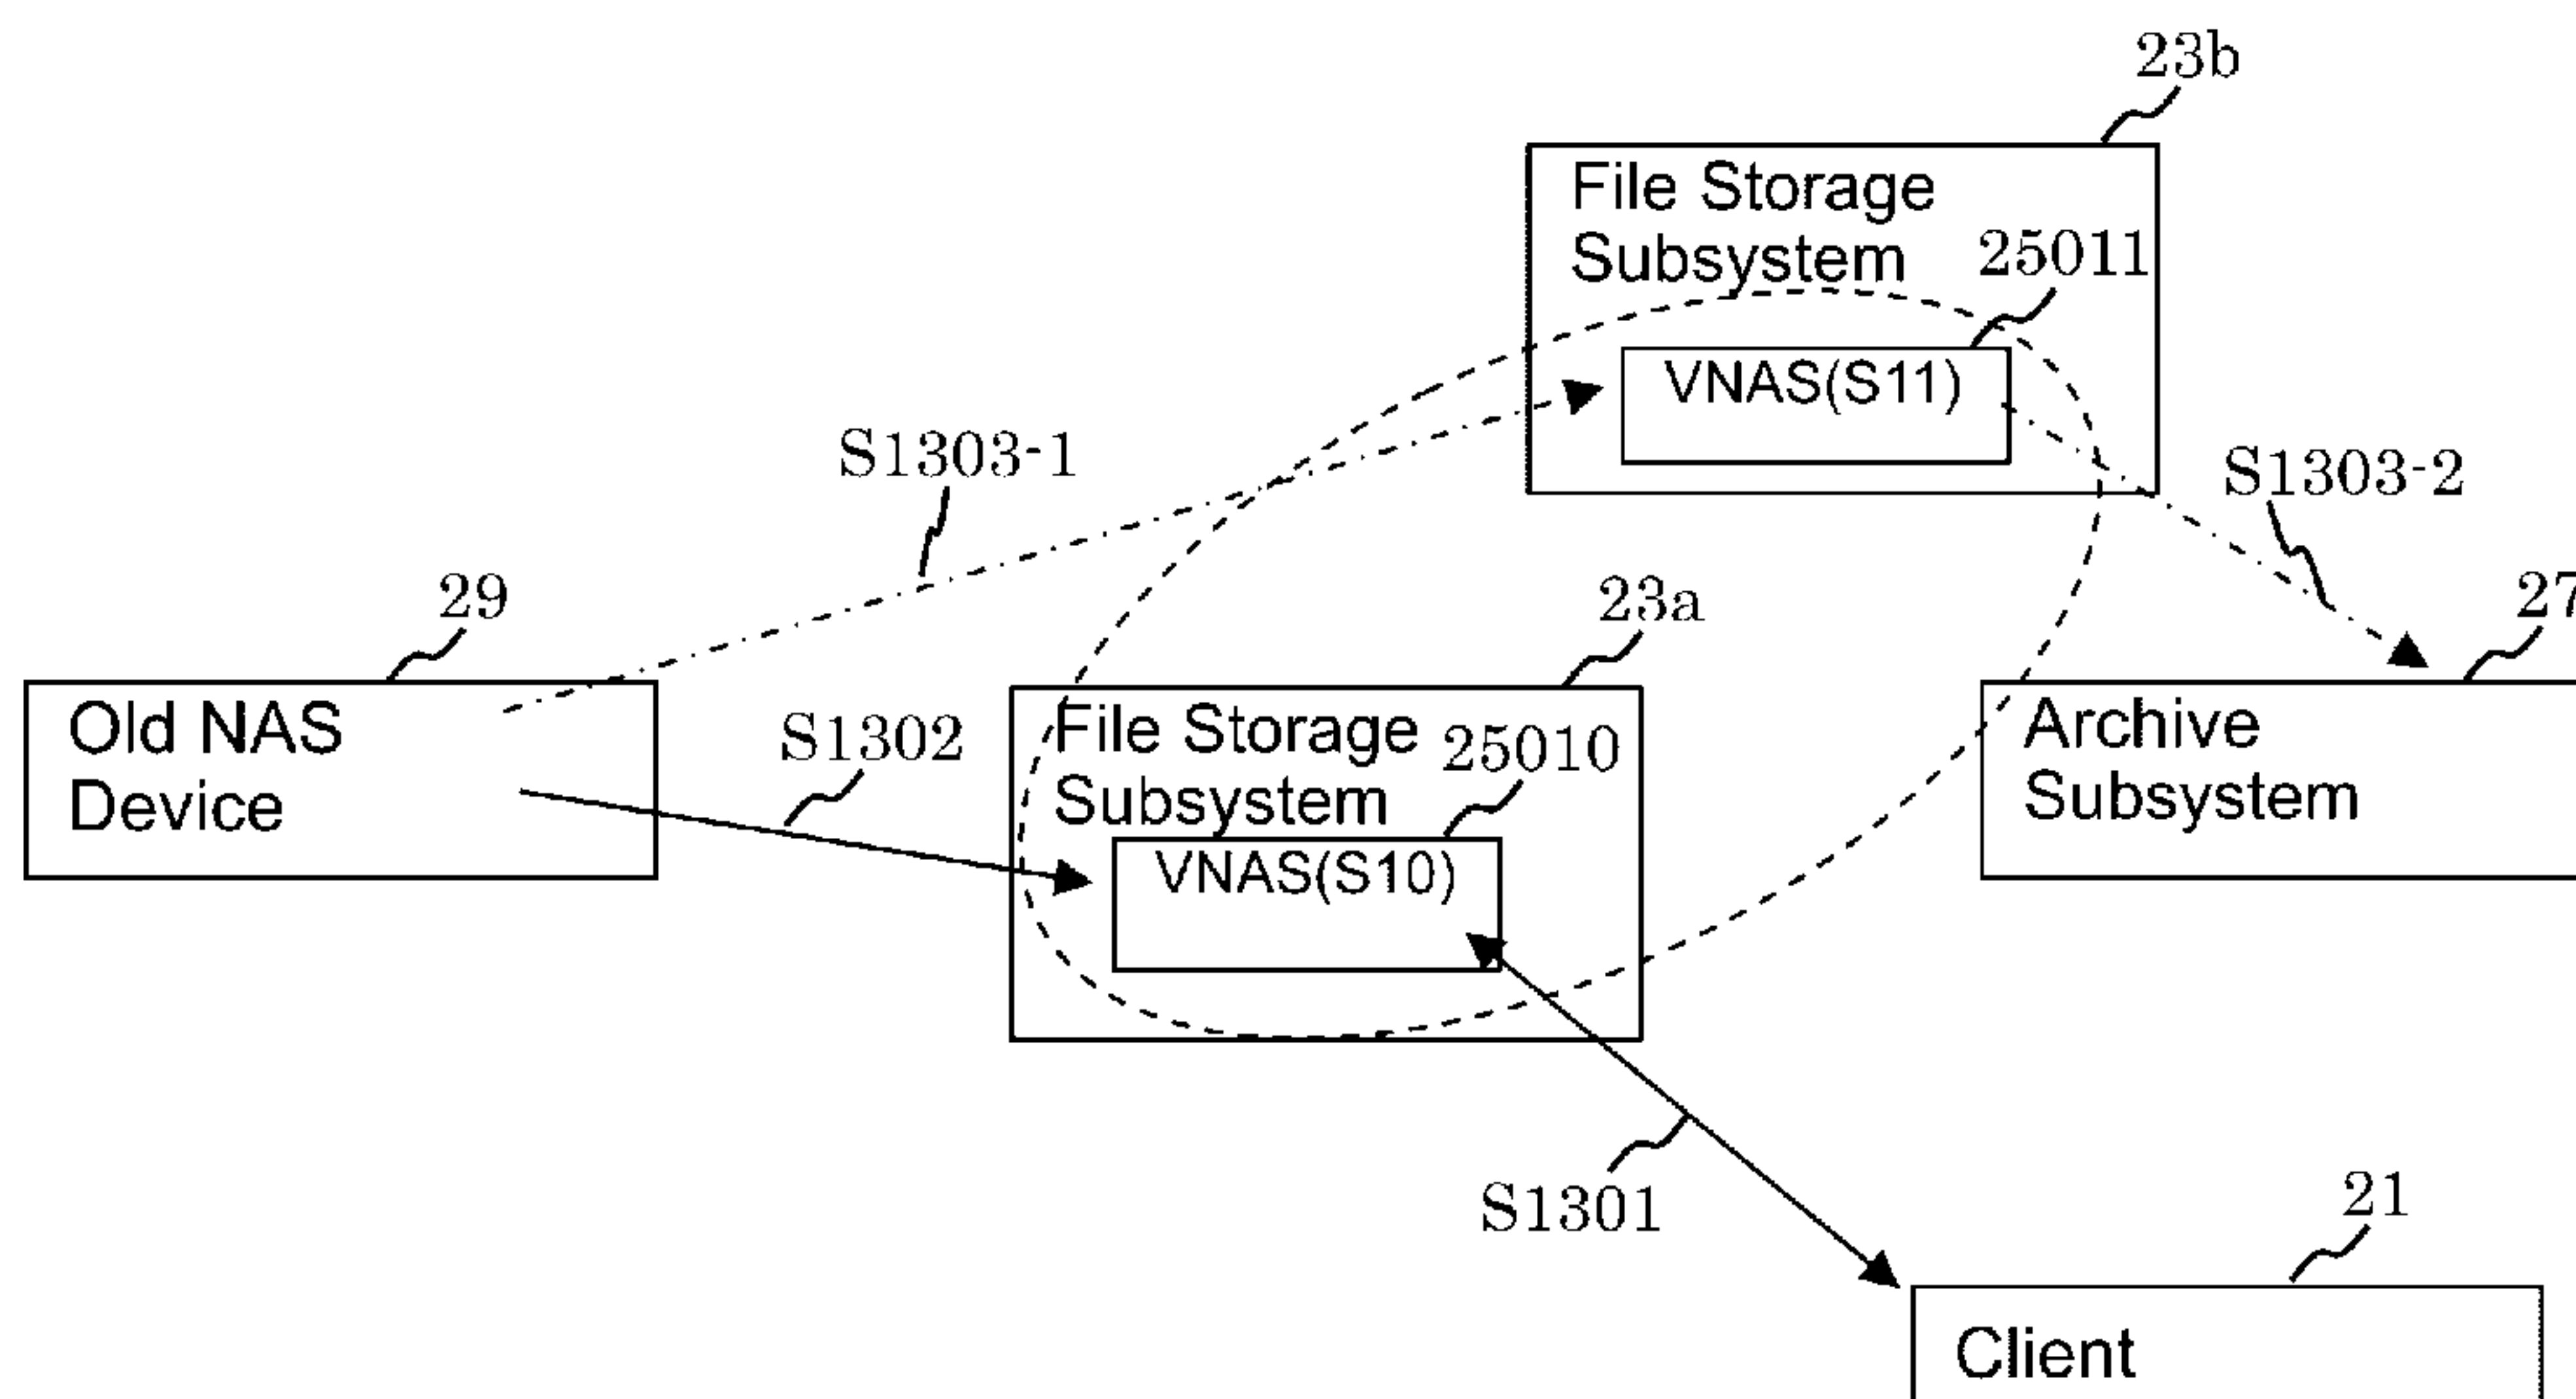 23b
File Storage
Subsystem
25011
VNAS(S11)
S1303-1
S1303-2
29
23a
27
Old NAS
Device
S1302
File Storage
Subsystem
25010
VNAS(S10)
Archive
Subsystem
S1301
21
Client